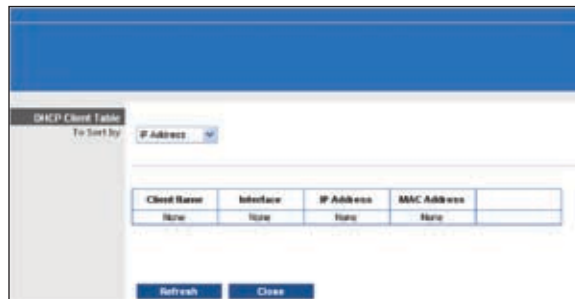 DHCP Client Table
To Sort by
IP Address
Client Name Interface IP Address MAC Address
None None None None
Refresh Close